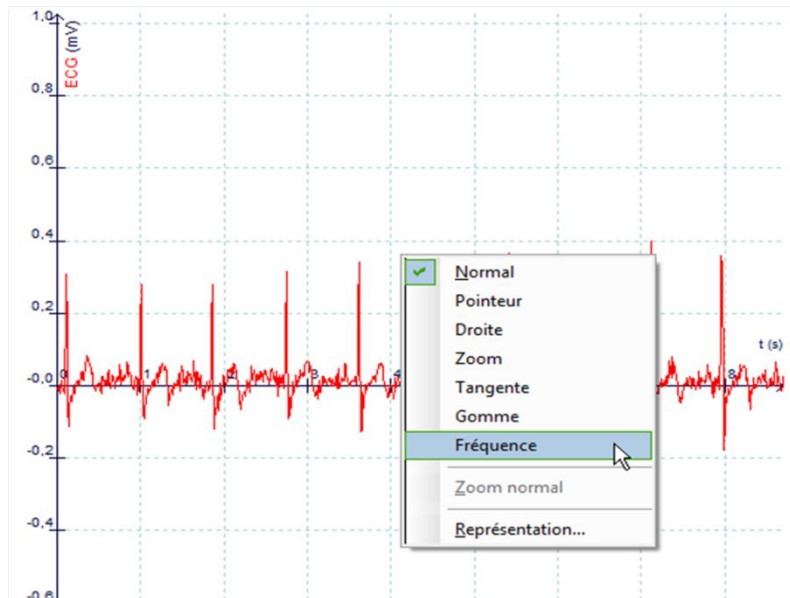 1,0
ECG (mV)
0,8
0,6
0,4
0,2
t (s)
-0,0
0
1
2
3
4
8
-0,2
-0,4
-0,6
Normal
Pointeur
Droite
Zoom
Tangente
Gomme
Fréquence
Zoom normal
Représentation...